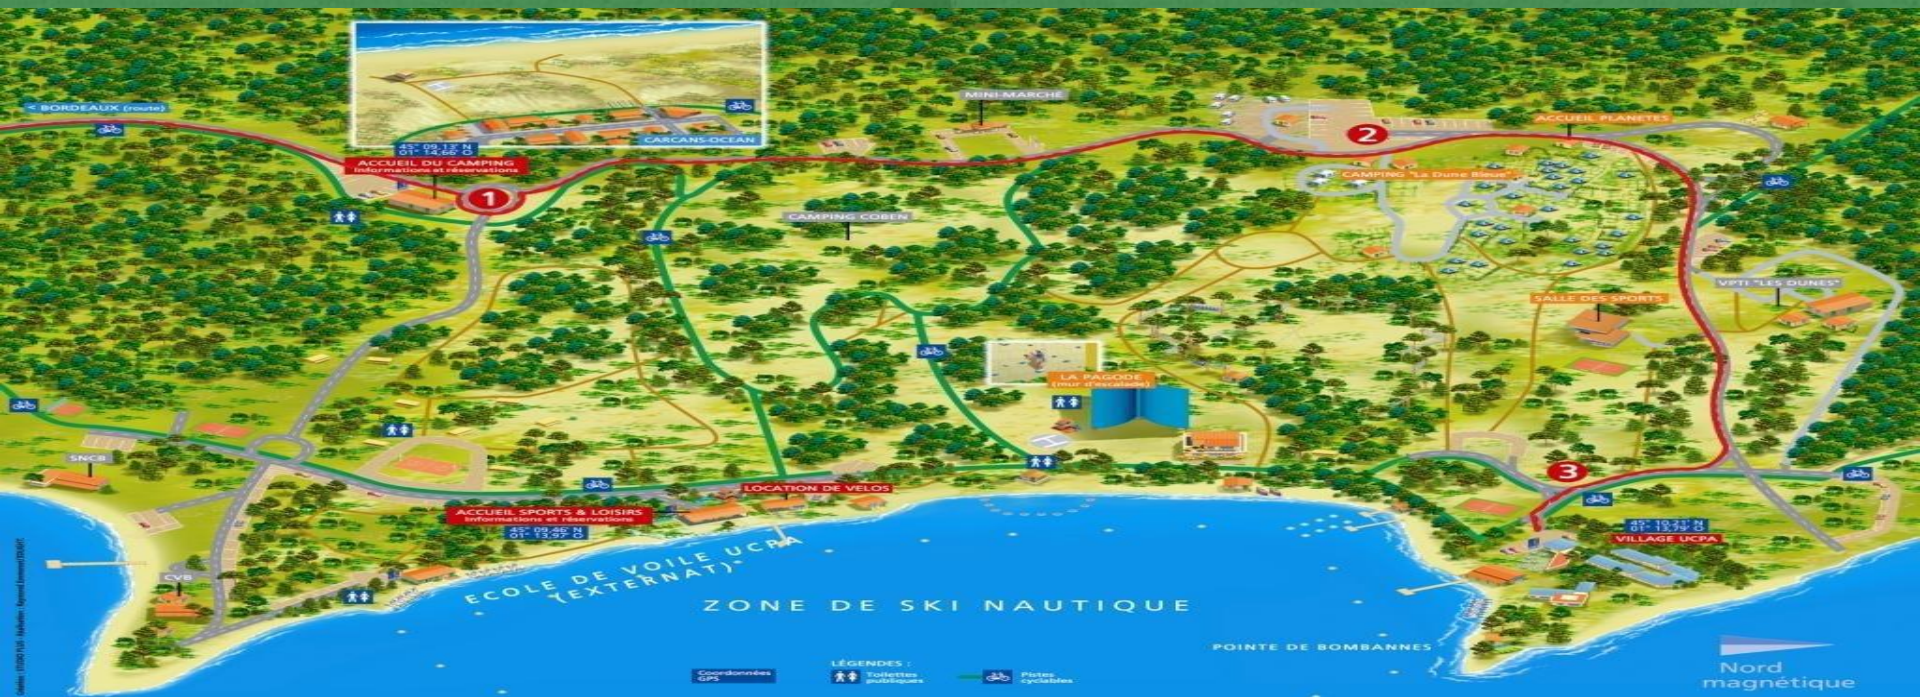 < BORDEAUX (route)
CARCANS-OCÉAN
45° 09,13' N
01° 14,66' O
ACCUEIL DU CAMPING
Informations et réservations
1
MINI-MARCHÉ
2
ACCUEIL PLANETES
CAMPING "La Dune Bleue"
CAMPING COBEN
VPTI "LES DUNES"
SALLE DES SPORTS
LA PAGODE
(mur d'escalade)
SNCB
3
LOCATION DE VELOS
ACCUEIL SPORTS & LOISIRS
Informations et réservations
45° 09,46' N
01° 13,97' O
45° 10,21' N
01° 13,79' O
VILLAGE UCPA
CVB
ECOLE DE VOILE UCPA
(EXTERNAT)
ZONE DE SKI NAUTIQUE
POINTE DE BOMBANNES
Coordonnées
GPS
LÉGENDES :
Toilettes
publiques
Pistes
cyclables
Nord
magnétique